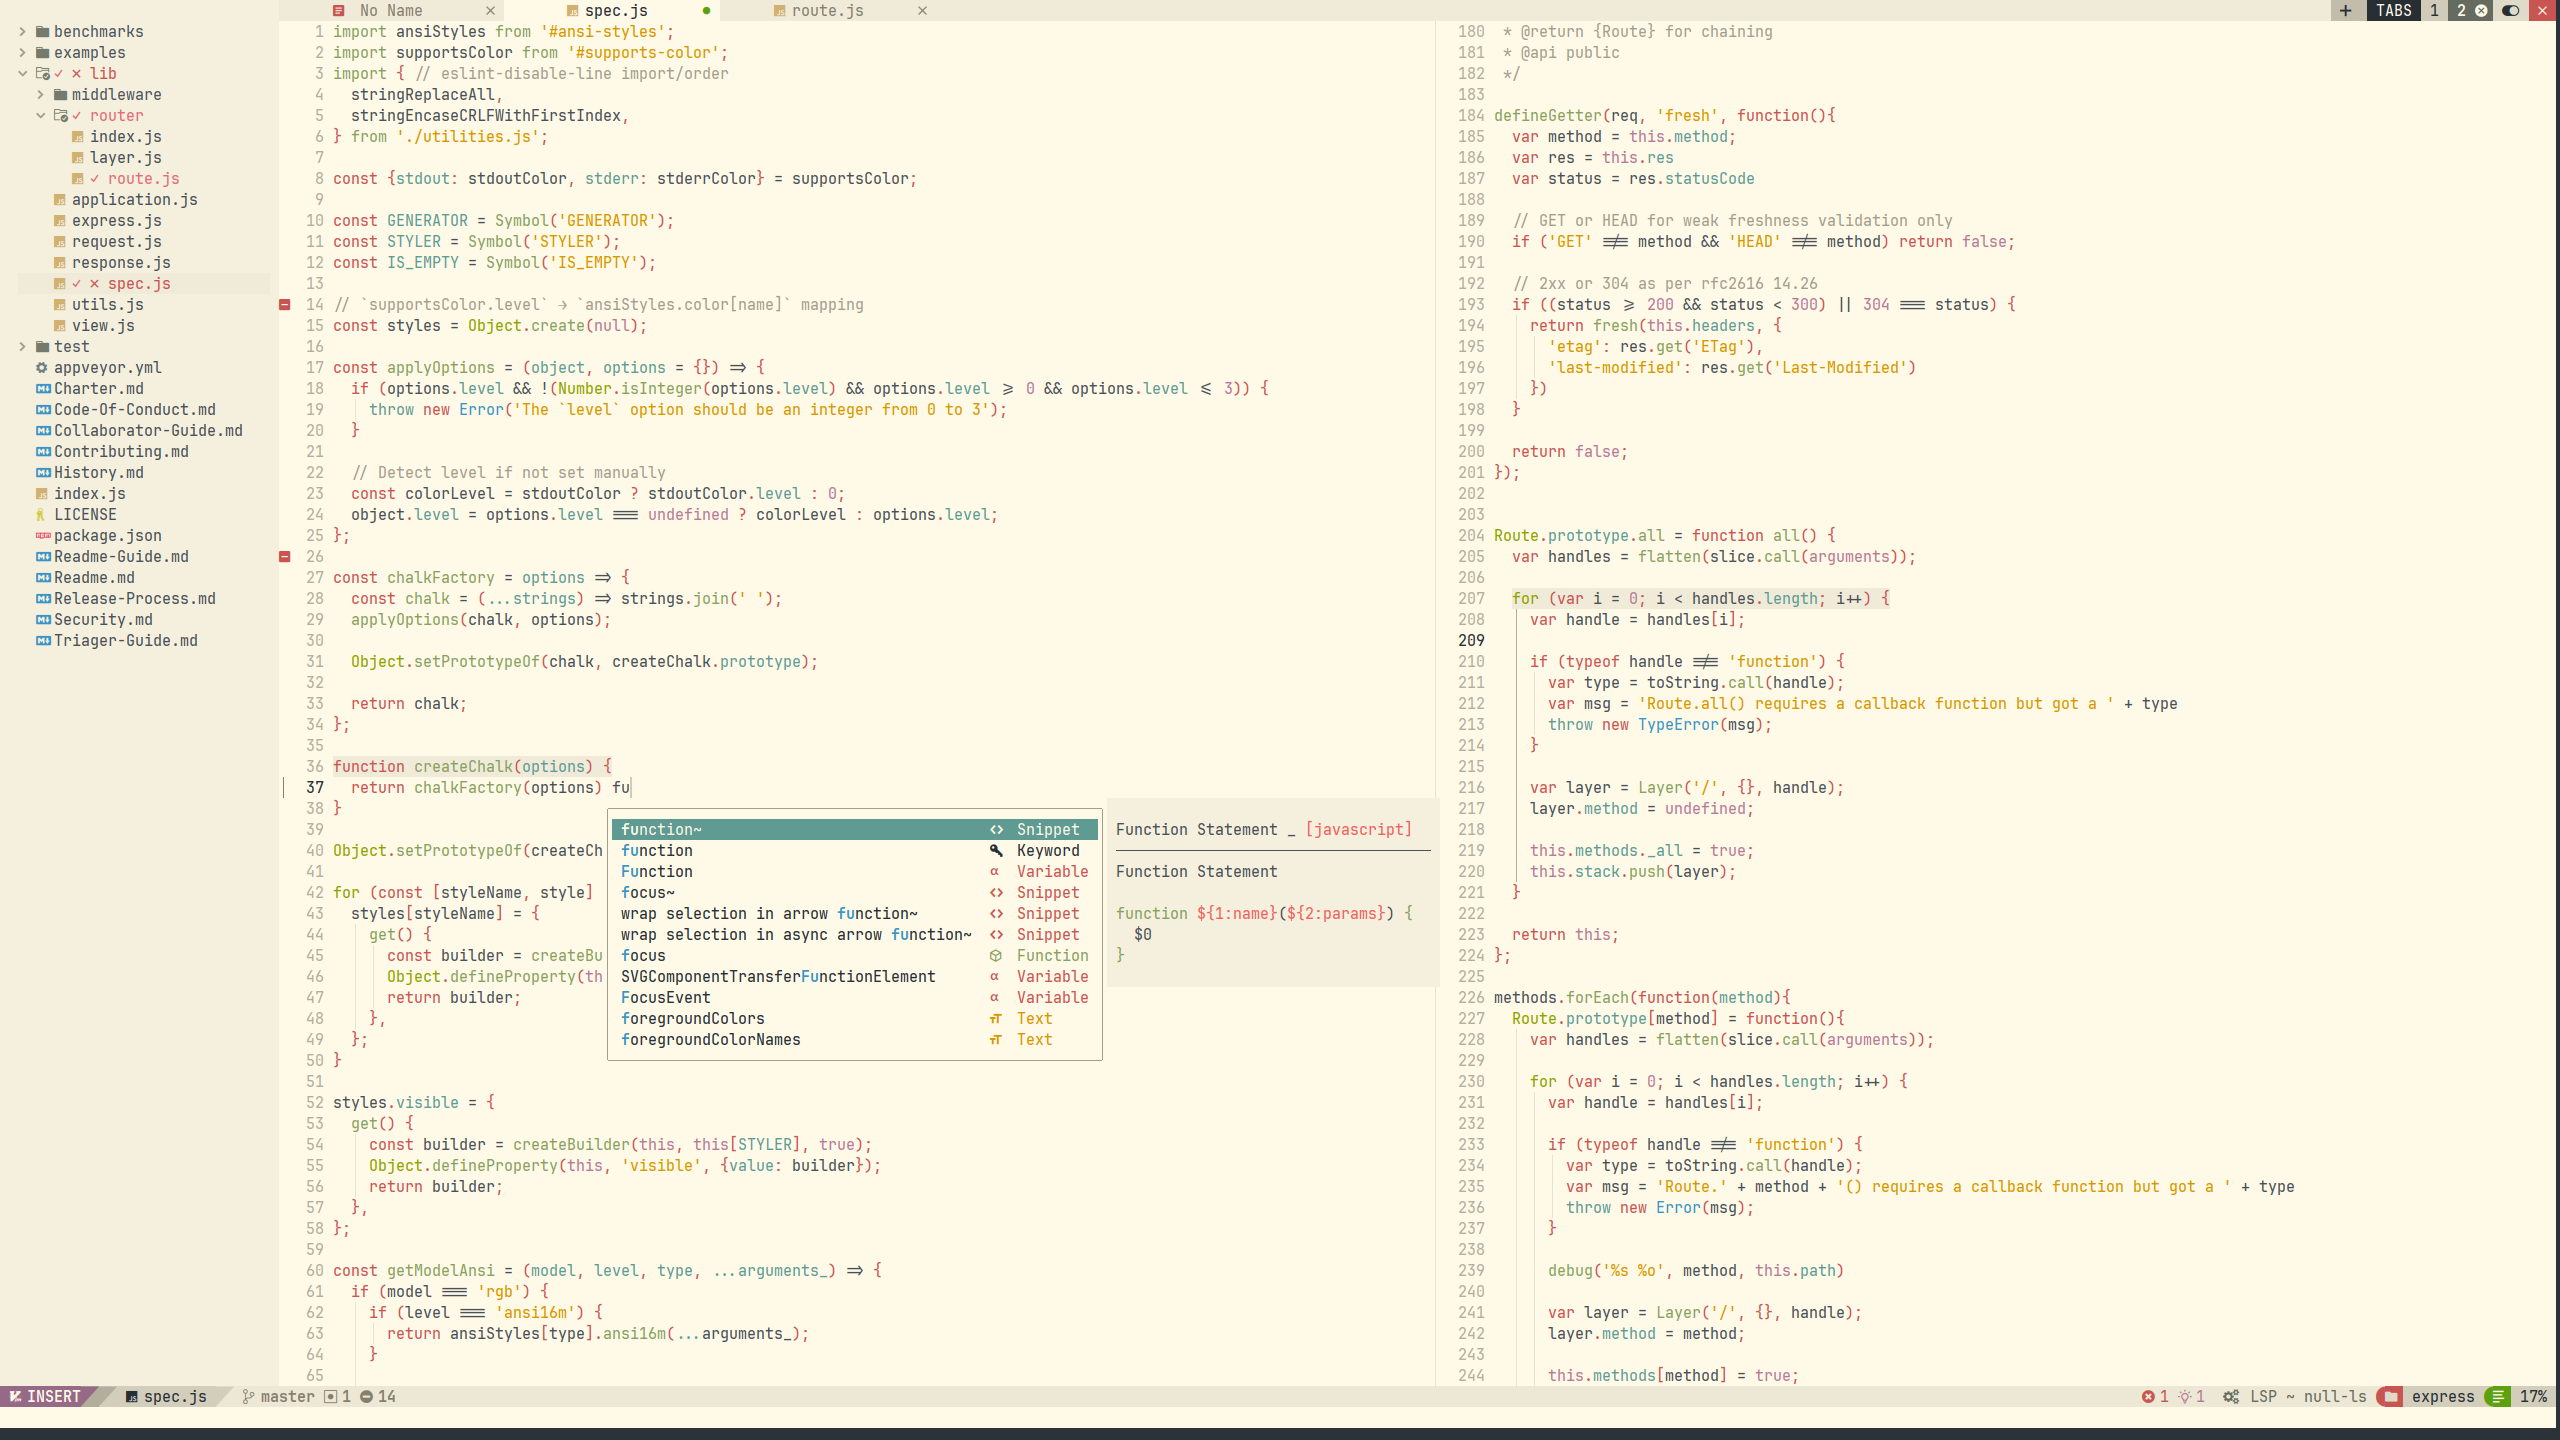 No Name
spec.js
route.js
TABS 1 2
benchmarks
examples
lib
middleware
router
index.js
layer.js
route.js
application.js
express.js
request.js
response.js
spec.js
utils.js
view.js
test
appveyor.yml
Charter.md
Code-Of-Conduct.md
Collaborator-Guide.md
Contributing.md
History.md
index.js
LICENSE
package.json
Readme-Guide.md
Readme.md
Release-Process.md
Security.md
Triager-Guide.md
1 import ansiStyles from '#ansi-styles';
2 import supportsColor from '#supports-color';
3 import { // eslint-disable-line import/order
4   stringReplaceAll,
5   stringEncaseCRLFWithFirstIndex,
6 } from './utilities.js';
7
8 const {stdout: stdoutColor, stderr: stderrColor} = supportsColor;
9
10 const GENERATOR = Symbol('GENERATOR');
11 const STYLER = Symbol('STYLER');
12 const IS_EMPTY = Symbol('IS_EMPTY');
13
14 // `supportsColor.level` → `ansiStyles.color[name]` mapping
15 const styles = Object.create(null);
16
17 const applyOptions = (object, options = {}) => {
18   if (options.level && !(Number.isInteger(options.level) && options.level >= 0 && options.level <= 3)) {
19     throw new Error('The `level` option should be an integer from 0 to 3');
20   }
21
22   // Detect level if not set manually
23   const colorLevel = stdoutColor ? stdoutColor.level : 0;
24   object.level = options.level === undefined ? colorLevel : options.level;
25 };
26
27 const chalkFactory = options => {
28   const chalk = (...strings) => strings.join(' ');
29   applyOptions(chalk, options);
30
31   Object.setPrototypeOf(chalk, createChalk.prototype);
32
33   return chalk;
34 };
35
36 function createChalk(options) {
37   return chalkFactory(options) fu
38 }
39
40 Object.setPrototypeOf(createCh
41
42 for (const [styleName, style]
43   styles[styleName] = {
44     get() {
45       const builder = createBu
46       Object.defineProperty(th
47       return builder;
48     },
49   };
50 }
51
52 styles.visible = {
53   get() {
54     const builder = createBuilder(this, this[STYLER], true);
55     Object.defineProperty(this, 'visible', {value: builder});
56     return builder;
57   },
58 };
59
60 const getModelAnsi = (model, level, type, ...arguments_) => {
61   if (model === 'rgb') {
62     if (level === 'ansi16m') {
63       return ansiStyles[type].ansi16m(...arguments_);
64     }
65
function~ Snippet
function Keyword
Function Variable
focus~ Snippet
wrap selection in arrow function~ Snippet
wrap selection in async arrow function~ Snippet
focus Function
SVGComponentTransferFunctionElement Variable
FocusEvent Variable
foregroundColors Text
foregroundColorNames Text
Function Statement _ [javascript]
Function Statement
function ${1:name}(${2:params}) {
  $0
}
180  * @return {Route} for chaining
181  * @api public
182  */
183
184 defineGetter(req, 'fresh', function(){
185   var method = this.method;
186   var res = this.res
187   var status = res.statusCode
188
189   // GET or HEAD for weak freshness validation only
190   if ('GET' !== method && 'HEAD' !== method) return false;
191
192   // 2xx or 304 as per rfc2616 14.26
193   if ((status >= 200 && status < 300) || 304 === status) {
194     return fresh(this.headers, {
195       'etag': res.get('ETag'),
196       'last-modified': res.get('Last-Modified')
197     })
198   }
199
200   return false;
201 });
202
203
204 Route.prototype.all = function all() {
205   var handles = flatten(slice.call(arguments));
206
207   for (var i = 0; i < handles.length; i++) {
208     var handle = handles[i];
209
210     if (typeof handle !== 'function') {
211       var type = toString.call(handle);
212       var msg = 'Route.all() requires a callback function but got a ' + type
213       throw new TypeError(msg);
214     }
215
216     var layer = Layer('/', {}, handle);
217     layer.method = undefined;
218
219     this.methods._all = true;
220     this.stack.push(layer);
221   }
222
223   return this;
224 };
225
226 methods.forEach(function(method){
227   Route.prototype[method] = function(){
228     var handles = flatten(slice.call(arguments));
229
230     for (var i = 0; i < handles.length; i++) {
231       var handle = handles[i];
232
233       if (typeof handle !== 'function') {
234         var type = toString.call(handle);
235         var msg = 'Route.' + method + '() requires a callback function but got a ' + type
236         throw new Error(msg);
237       }
238
239       debug('%s %o', method, this.path)
240
241       var layer = Layer('/', {}, handle);
242       layer.method = method;
243
244       this.methods[method] = true;
INSERT spec.js master 1 14
1 1 LSP ~ null-ls express 17%